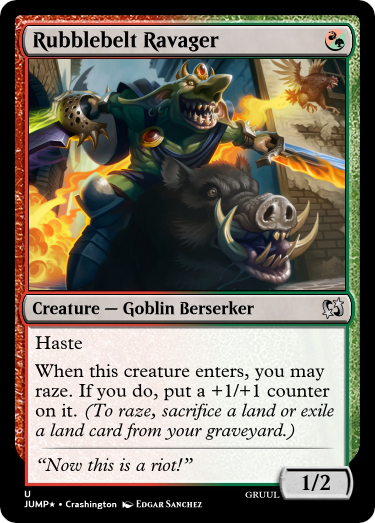 Rubblebelt Ravager
Creature — Goblin Berserker
Haste
When this creature enters, you may
raze. If you do, put a +1/+1 counter
on it. (To raze, sacrifice a land or exile
a land card from your graveyard.)
“Now this is a riot!”
1/2
U
GRUUL
JUMP★ • Crashington Edgar Sanchez